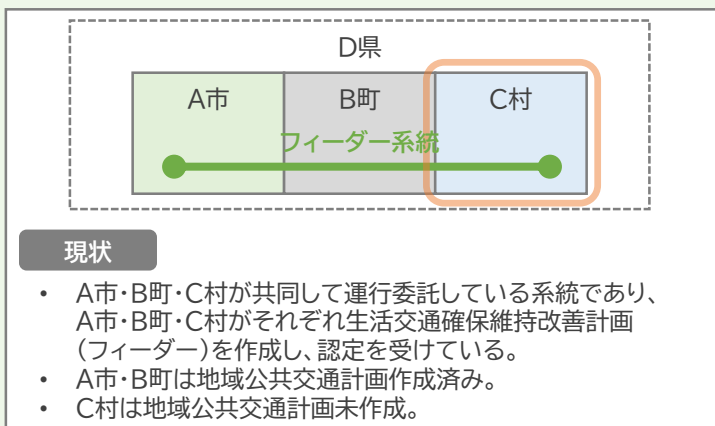 D県
A市
B町
C村
フィーダー系統
現状
• A市・B町・C村が共同して運行委託している系統であり、
A市・B町・C村がそれぞれ生活交通確保維持改善計画
（フィーダー）を作成し、認定を受けている。
• A市・B町は地域公共交通計画作成済み。
• C村は地域公共交通計画未作成。